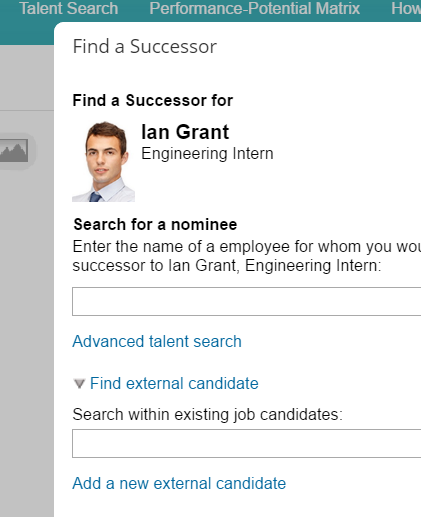 Talent Search Performance-Potential Matrix How
Find a Successor
Find a Successor for
Ian Grant
Engineering Intern
Search for a nominee
Enter the name of a employee for whom you wou
successor to Ian Grant, Engineering Intern:
Advanced talent search
Find external candidate
Search within existing job candidates:
Add a new external candidate